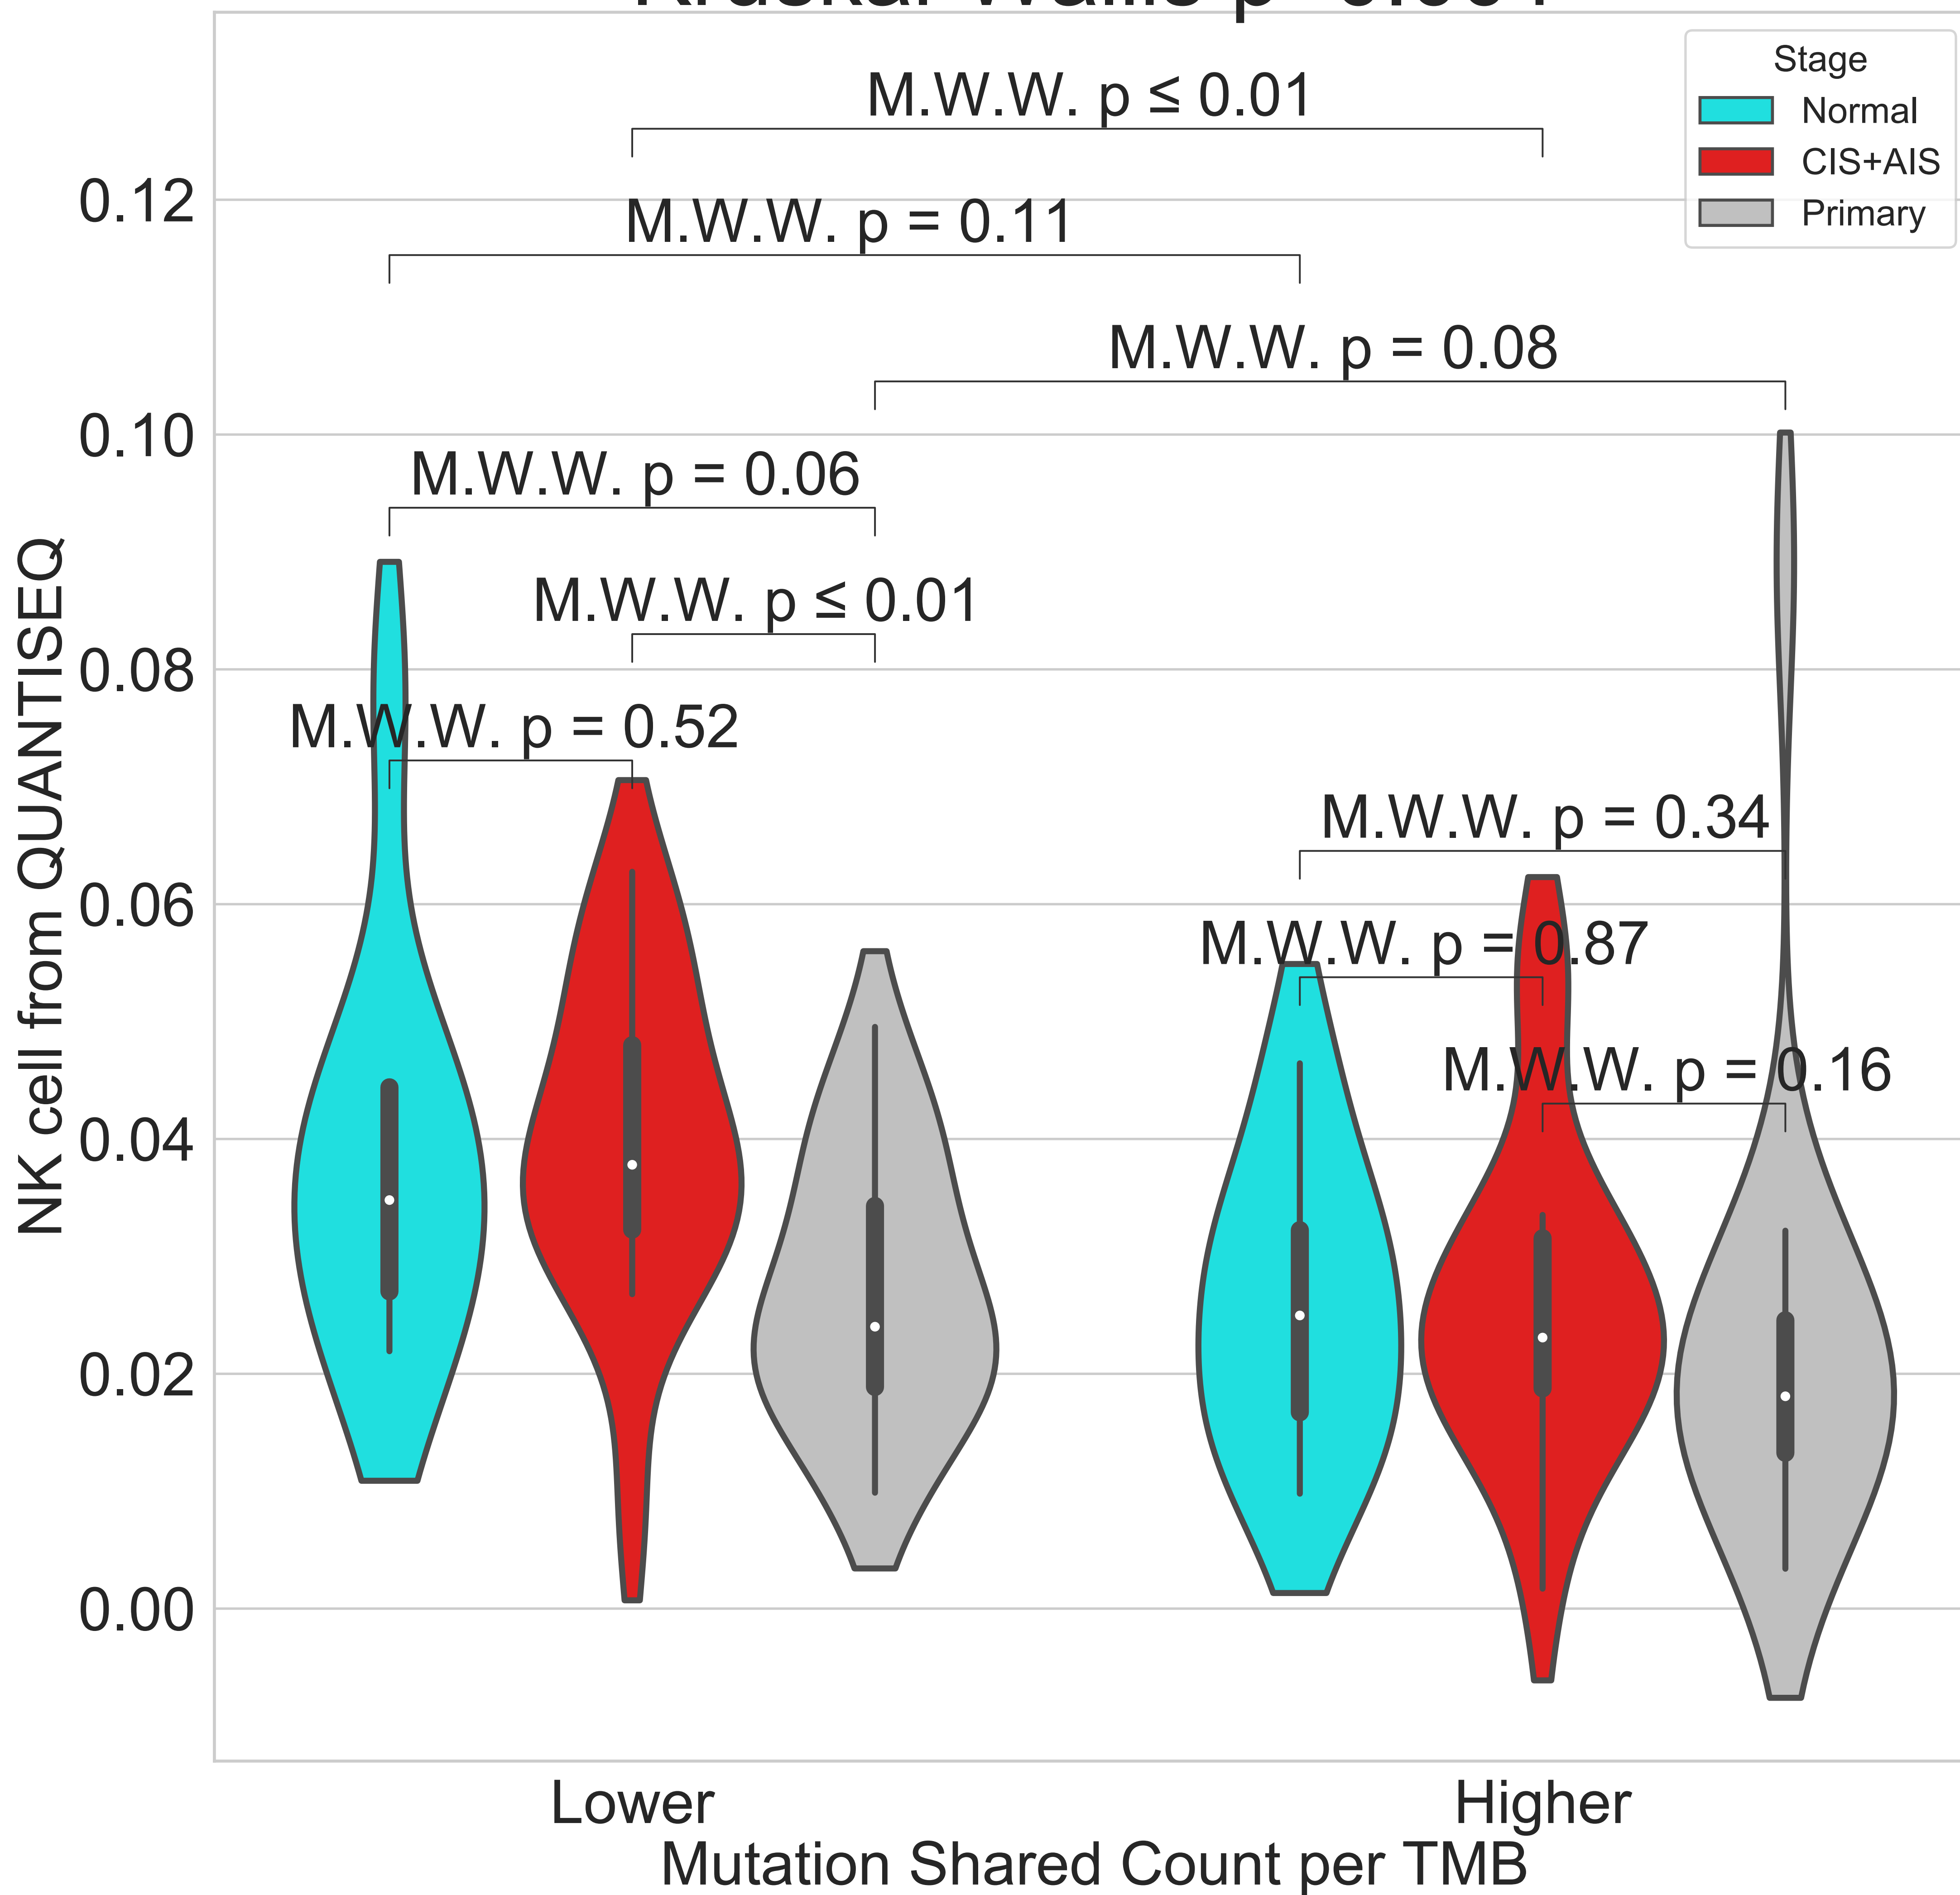 M.W.W. p ≤ 0.01
Stage
Normal
CIS+AIS
Primary
M.W.W. p = 0.11
M.W.W. p = 0.08
M.W.W. p = 0.06
M.W.W. p ≤ 0.01
M.W.W. p = 0.52
M.W.W. p = 0.34
M.W.W. p = 0.87
M.W.W. p = 0.16
0.12
0.10
0.08
0.06
0.04
0.02
0.00
NK cell from QUANTISEQ
Lower
Higher
Mutation Shared Count per TMB